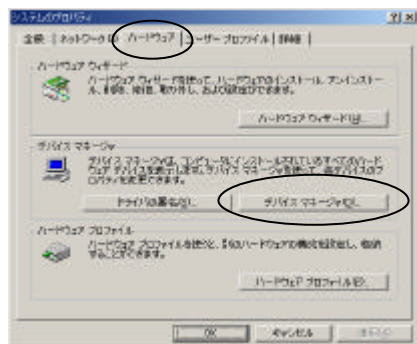 システムのプロパティ
全般 ネットワーク ID ハードウェア ユーザー プロファイル 詳細
ハードウェア ウィザード
ハードウェア ウィザードを使って、ハードウェアのインストール、アンインストー
ル、削除、修復、取り外し、および設定ができます。
ハードウェア ウィザード(H)...
デバイス マネージャ
デバイス マネージャは、コンピュータにインストールされているすべてのハード
ウェア デバイスを表示します。デバイス マネージャを使って、各デバイスのプ
ロパティを変更できます。
ドライバの署名(S)... デバイス マネージャ(D)...
ハードウェア プロファイル
ハードウェア プロファイルを使うと、別のハードウェアの構成を設定し、格納
することができます。
ハードウェア プロファイル(P)...
OK キャンセル